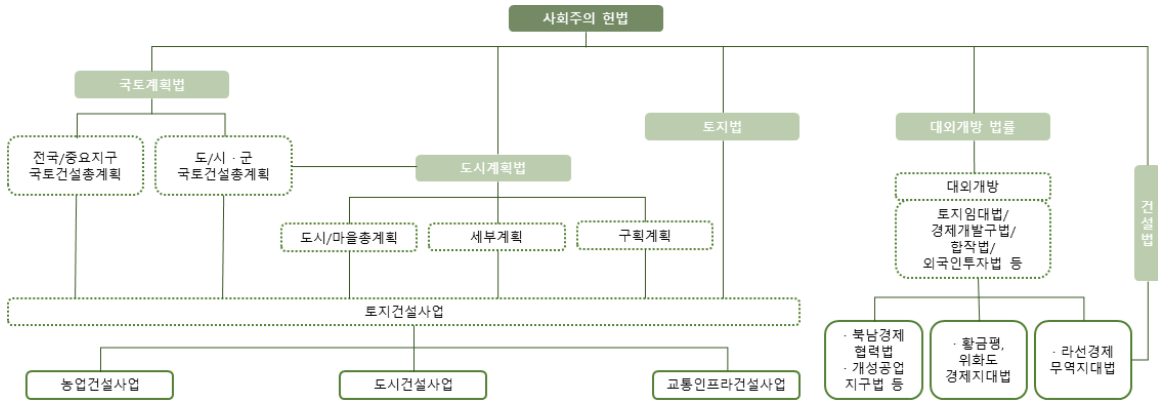 사회주의 헌법
국토계획법
전국/중요지구
국토건설총계획
도/시 · 군
국토건설총계획
도시계획법
도시/마을총계획
세부계획
구획계획
토지법
대외개방 법률
대외개방
토지임대법/
경제개발구법/
합작법/
외국인투자법 등
건
설
법
토지건설사업
농업건설사업
도시건설사업
교통인프라건설사업
· 북남경제
협력법
· 개성공업
지구법 등
· 황금평,
위화도
경제지대법
· 라선경제
무역지대법